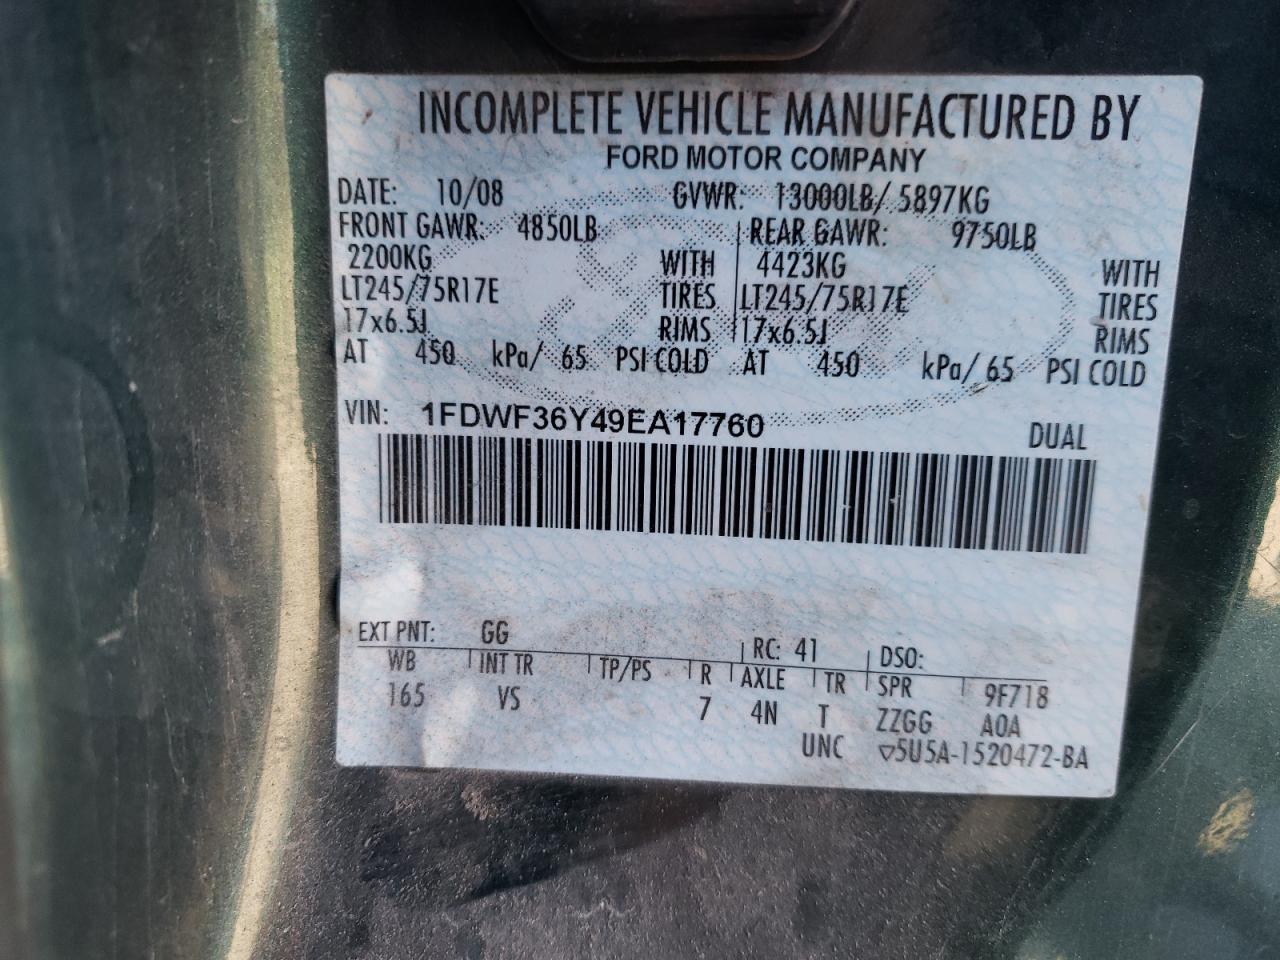 INCOMPLETE VEHICLE MANUFACTURED BY
FORD MOTOR COMPANY
DATE: 10/08 GVWR: 13000LB/ 5897KG
FRONT GAWR: 4850LB REAR GAWR: 9750LB
2200KG WITH 4423KG WITH
LT245/75R17E TIRES LT245/75R17E TIRES
17x6.5J RIMS 17x6.5J RIMS
AT 450 kPa/ 65 PSI COLD AT 450 kPa/ 65 PSI COLD
VIN: 1FDWF36Y49EA17760
DUAL
EXT PNT: GG RC: 41 DSO:
WB INT TR TP/PS R AXLE TR SPR 9F718
165 VS 7 4N T ZZGG A0A
UNC ▽5U5A-1520472-BA